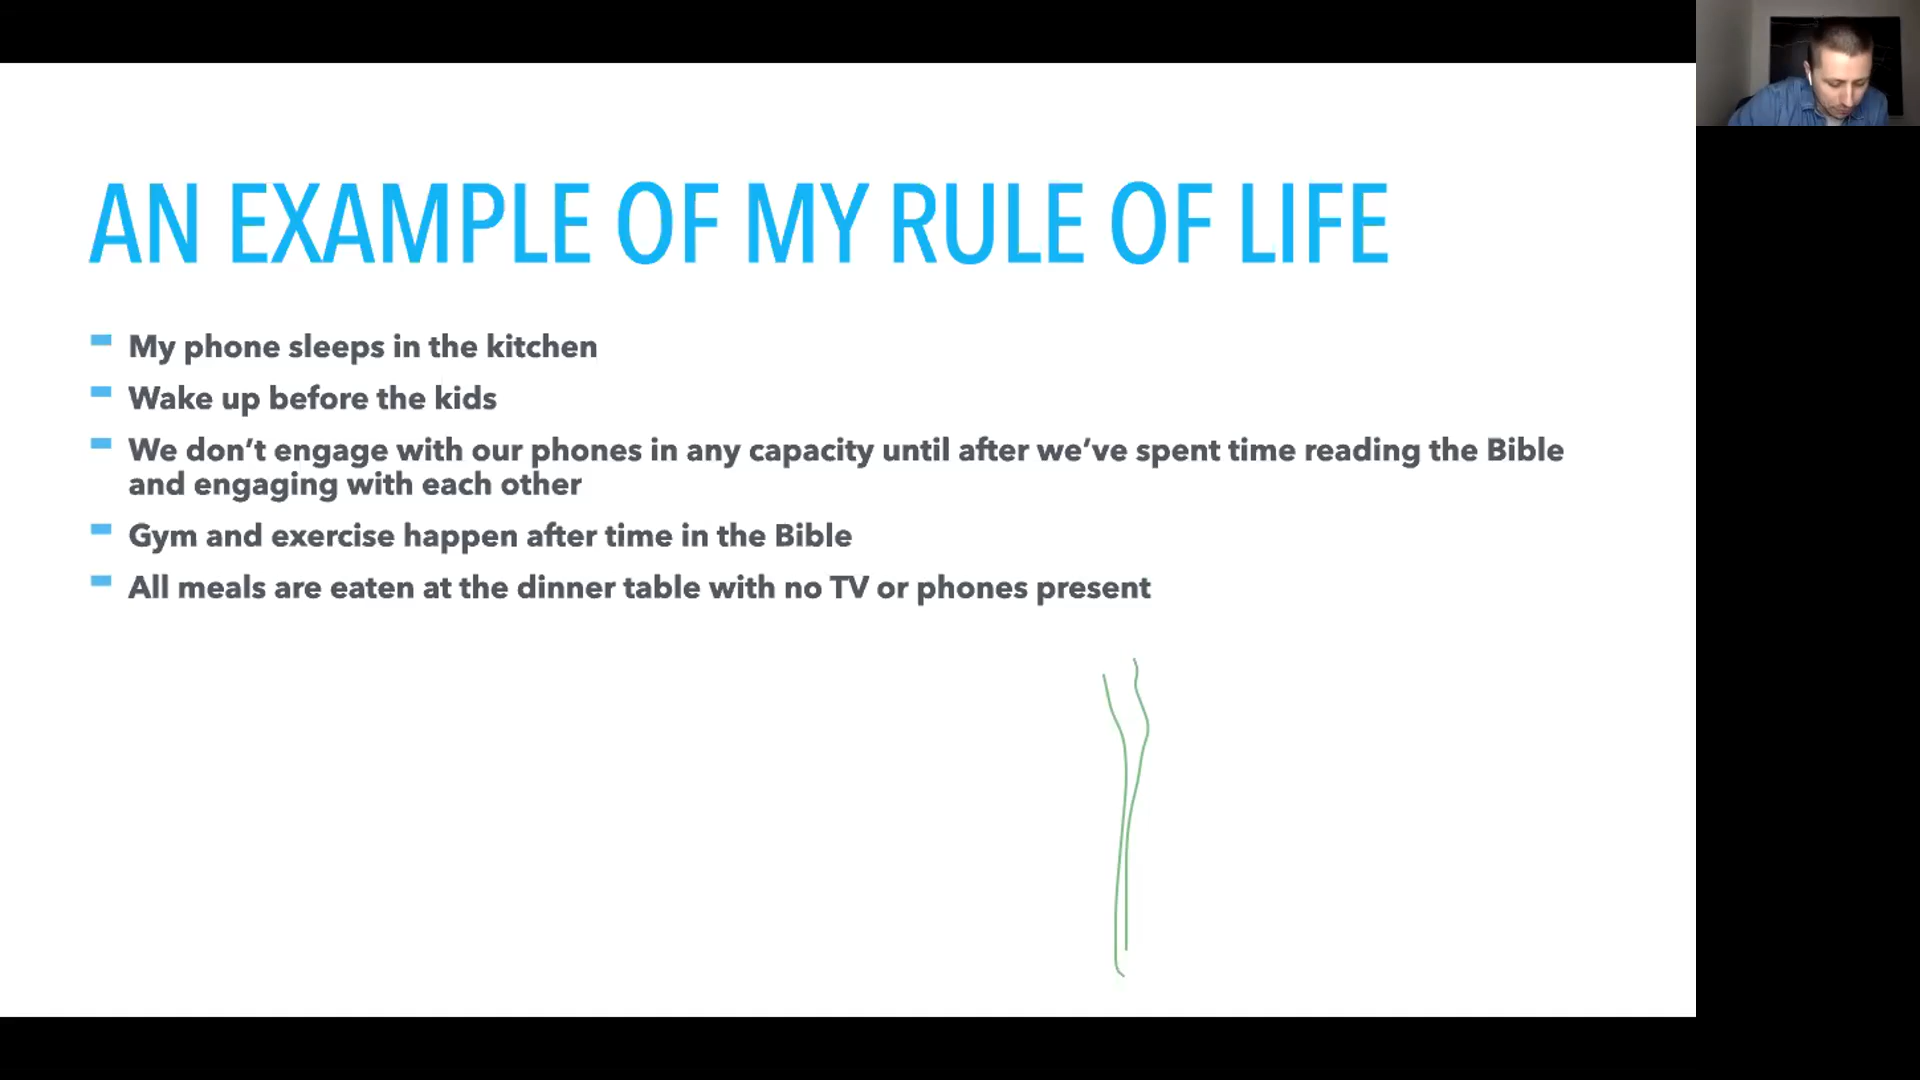 AN EXAMPLE OF MY RULE OF LIFE
My phone sleeps in the kitchen
Wake up before the kids
We don’t engage with our phones in any capacity until after we’ve spent time reading the Bible
and engaging with each other
Gym and exercise happen after time in the Bible
All meals are eaten at the dinner table with no TV or phones present